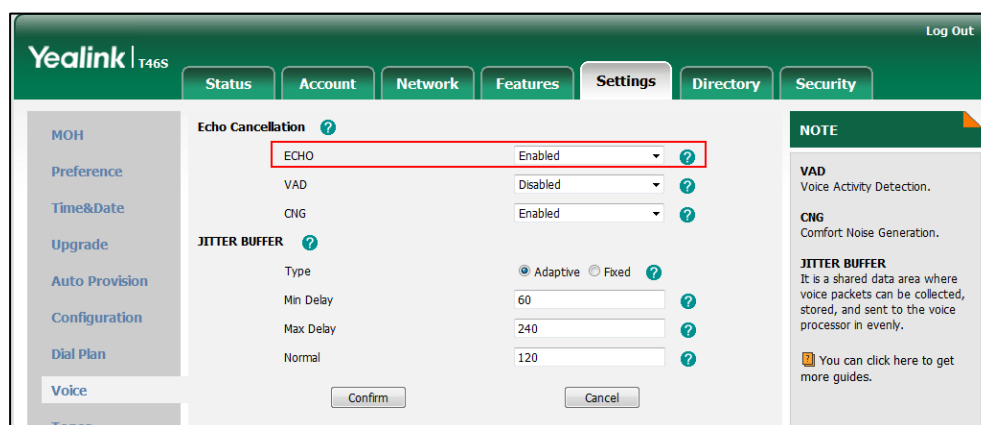 Log Out
Yealink T46S
Status Account Network Features Settings Directory Security
MOH
Preference
Time&Date
Upgrade
Auto Provision
Configuration
Dial Plan
Voice
Echo Cancellation ?
ECHO Enabled ?
VAD Disabled ?
CNG Enabled ?
JITTER BUFFER ?
Type Adaptive Fixed ?
Min Delay 60 ?
Max Delay 240 ?
Normal 120 ?
Confirm Cancel
NOTE
VAD
Voice Activity Detection.
CNG
Comfort Noise Generation.
JITTER BUFFER
It is a shared data area where
voice packets can be collected,
stored, and sent to the voice
processor in evenly.
? You can click here to get
more guides.